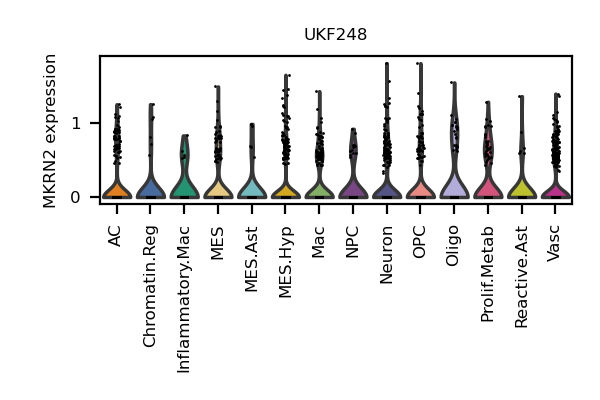 UKF248
MKRN2 expression
1
0
AC
Chromatin.Reg
Inflammatory.Mac
MES
MES.Ast
MES.Hyp
Mac
NPC
Neuron
OPC
Oligo
Prolif.Metab
Reactive.Ast
Vasc